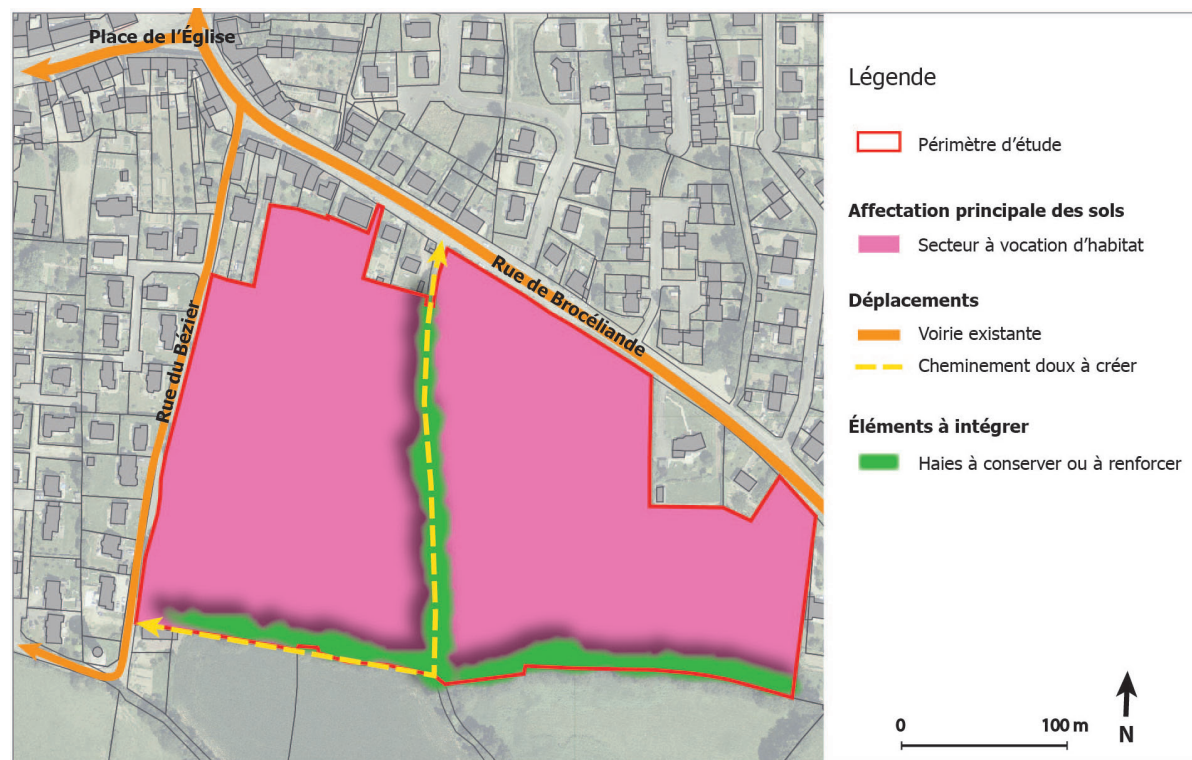 Place de l’Église
Rue de Brocéliande
Rue du Bézier
Légende
Périmètre d’étude
Affectation principale des sols
Secteur à vocation d’habitat
Déplacements
Voirie existante
Cheminement doux à créer
Éléments à intégrer
Haies à conserver ou à renforcer
0
100 m
N